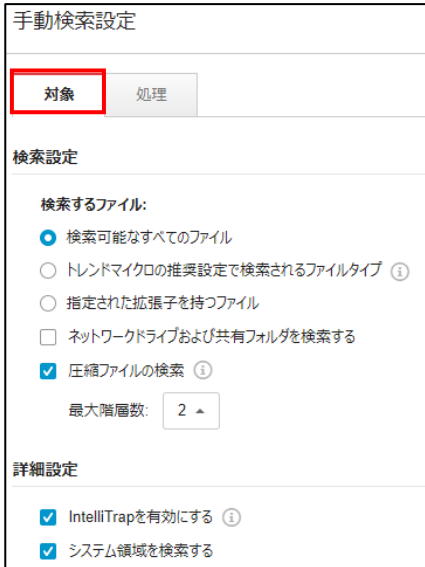 手動検索設定
対象 処理
検索設定
検索するファイル:
検索可能なすべてのファイル
トレンドマイクロの推奨設定で検索されるファイルタイプ
指定された拡張子を持つファイル
ネットワークドライブおよび共有フォルダを検索する
圧縮ファイルの検索
最大階層数: 2
詳細設定
IntelliTrapを有効にする
システム領域を検索する